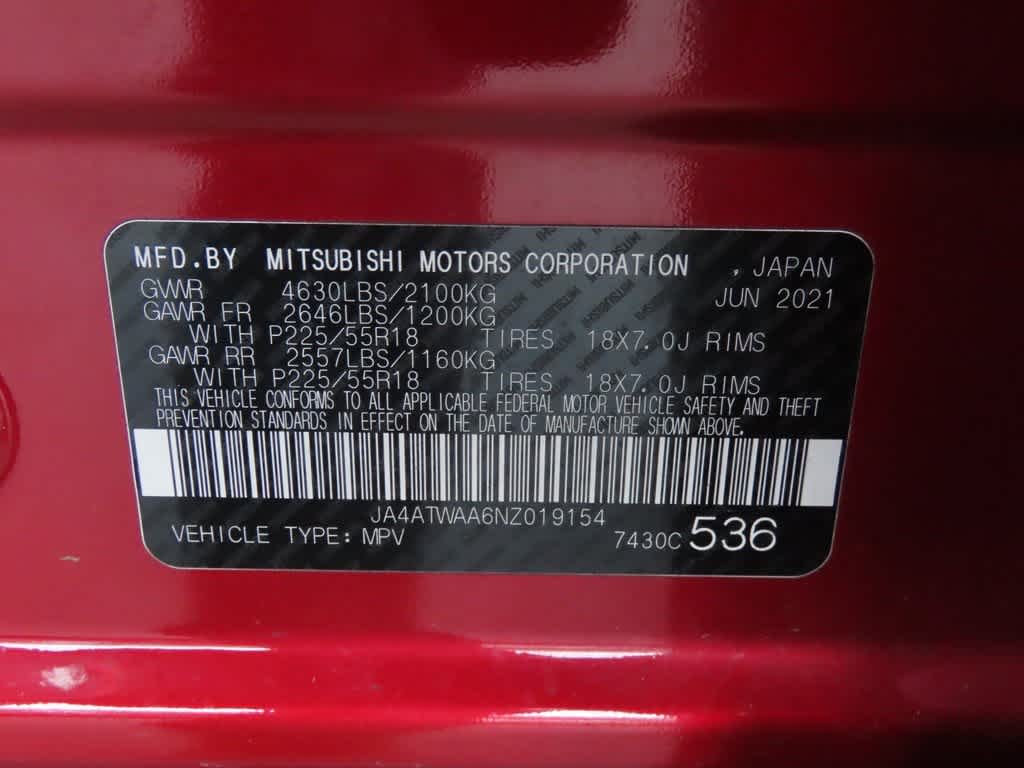 MFD.BY MITSUBISHI MOTORS CORPORATION , JAPAN
GVWR 4630LBS/2100KG JUN 2021
GAWR FR 2646LBS/1200KG
WITH P225/55R18 TIRES 18X7.0J RIMS
GAWR RR 2557LBS/1160KG
WITH P225/55R18 TIRES 18X7.0J RIMS
THIS VEHICLE CONFORMS TO ALL APPLICABLE FEDERAL MOTOR VEHICLE SAFETY AND THEFT
PREVENTION STANDARDS IN EFFECT ON THE DATE OF MANUFACTURE SHOWN ABOVE.
JA4ATWAA6NZ019154
VEHICLE TYPE: MPV 7430C 536